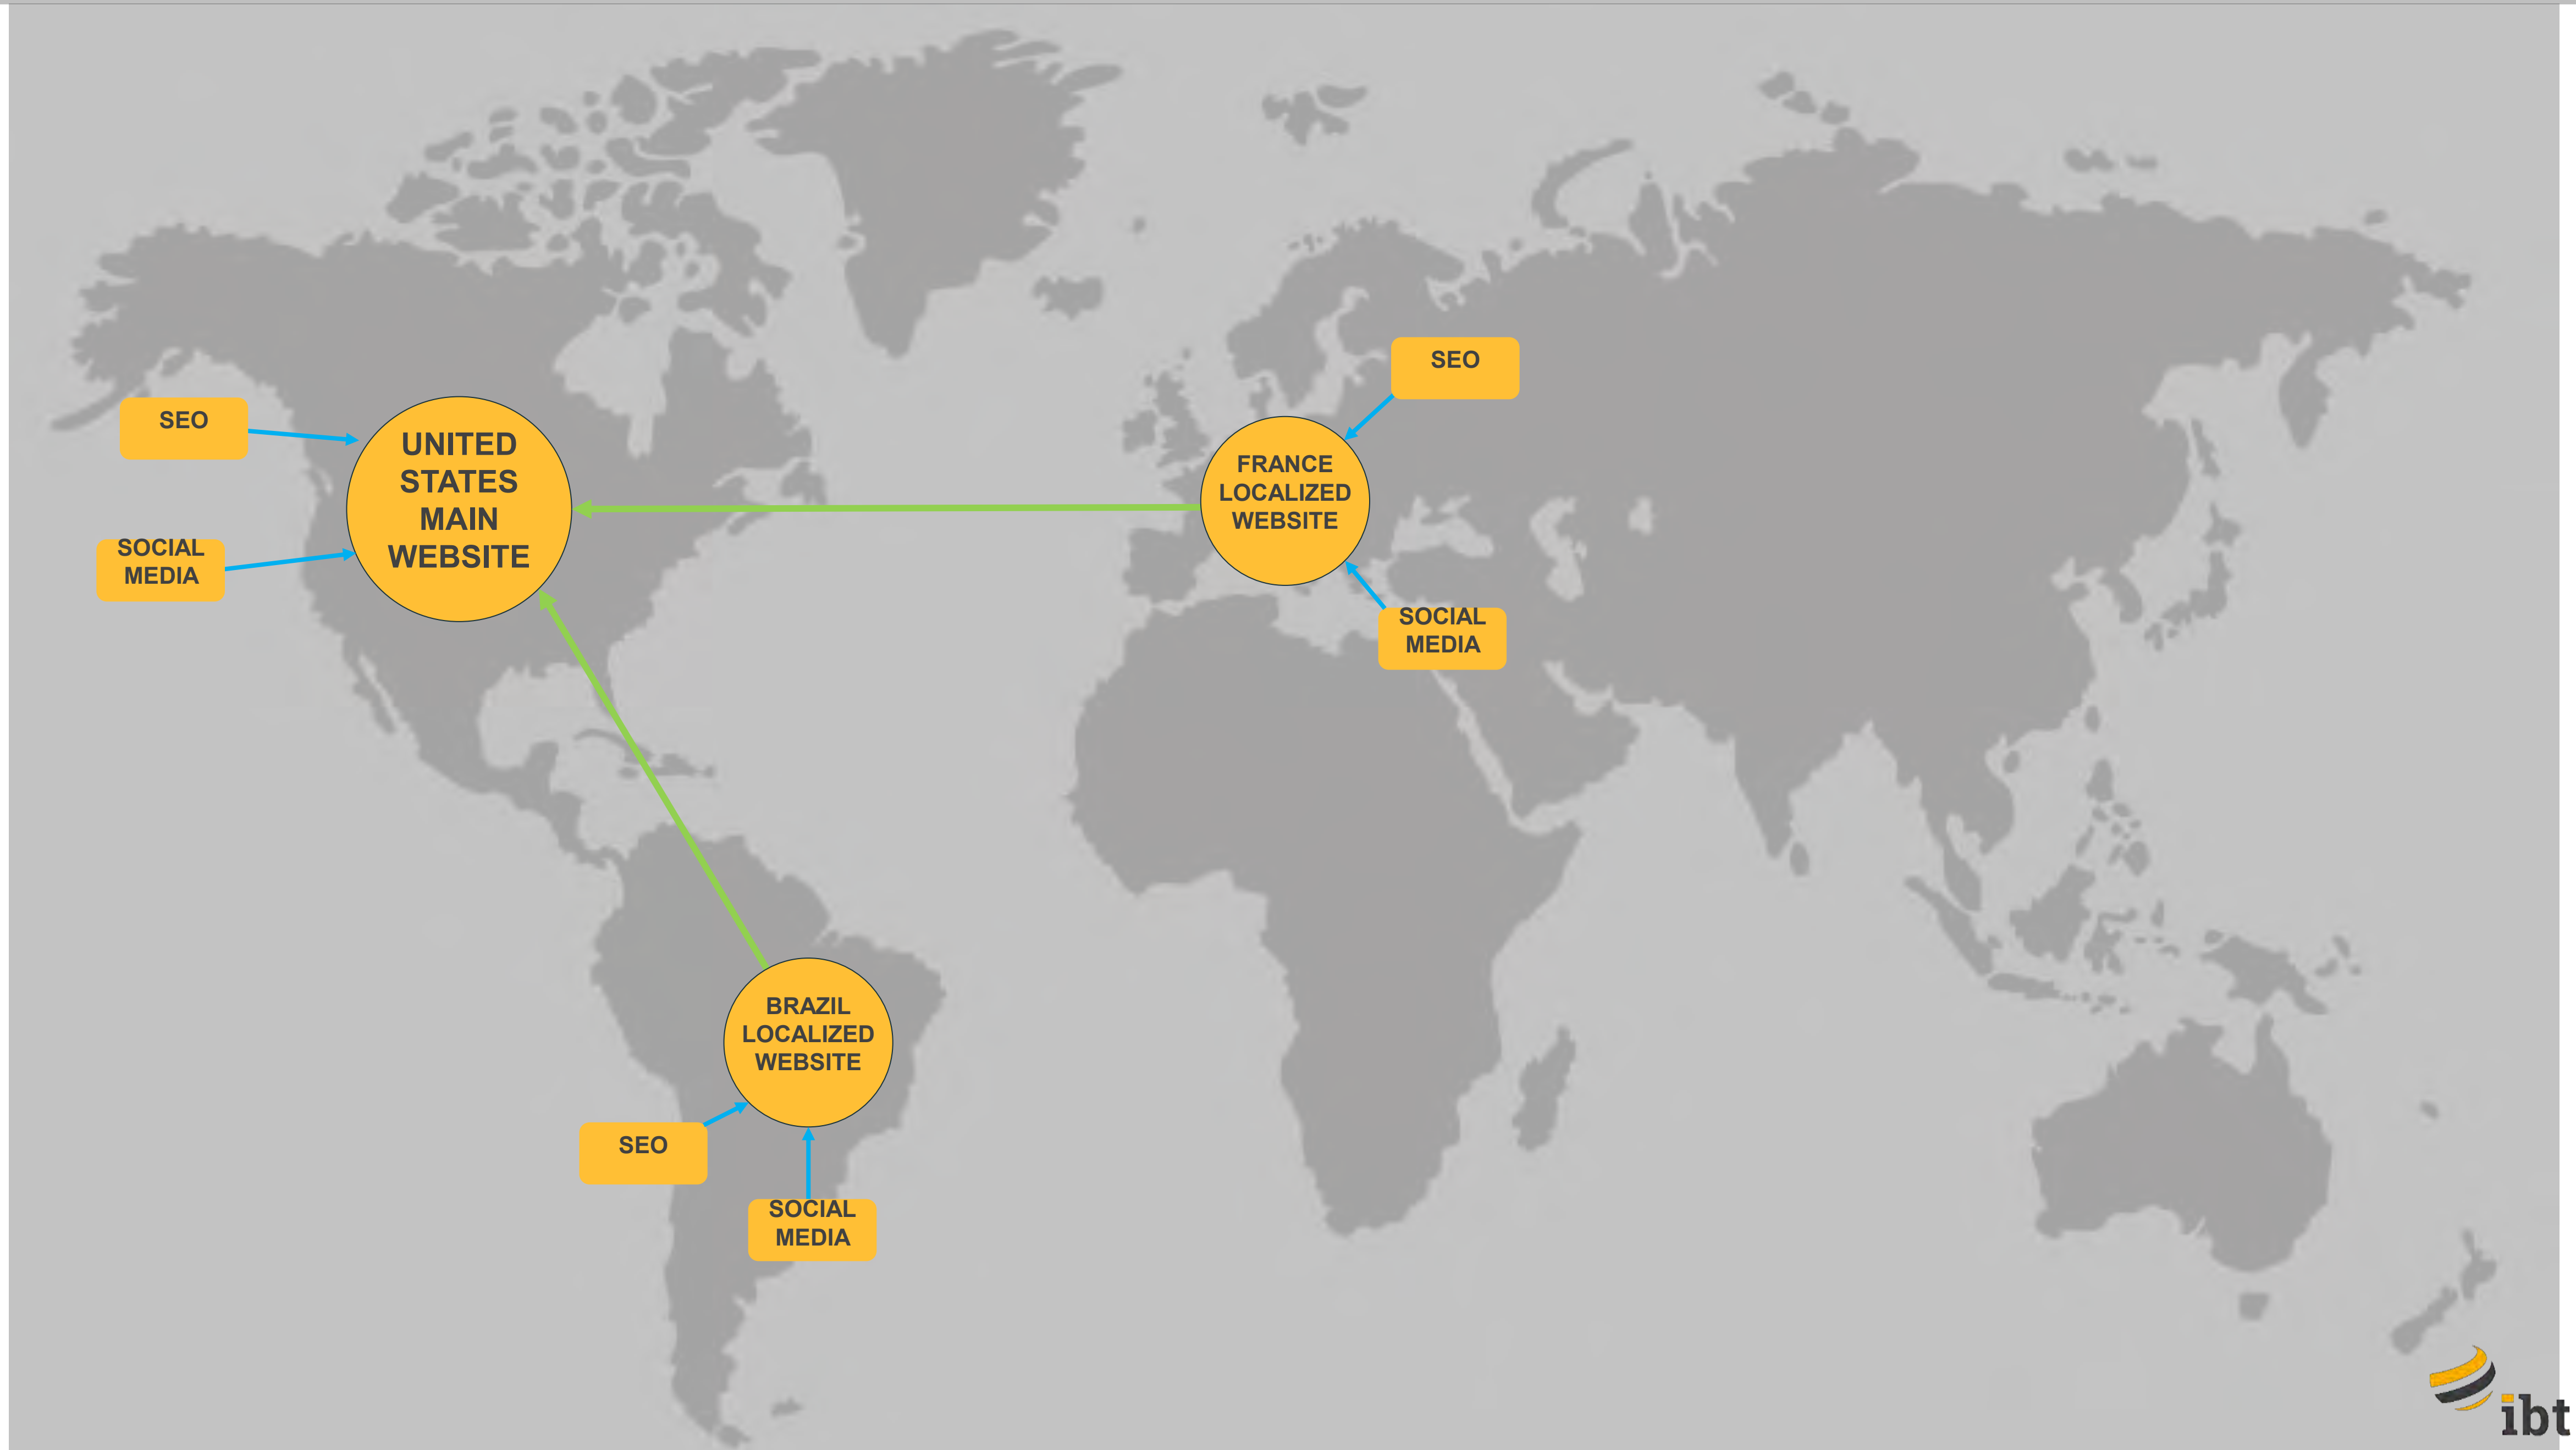 SEO
UNITED
STATES
MAIN
WEBSITE
SOCIAL
MEDIA
SEO
FRANCE
LOCALIZED
WEBSITE
SOCIAL
MEDIA
BRAZIL
LOCALIZED
WEBSITE
SEO
SOCIAL
MEDIA
ibt